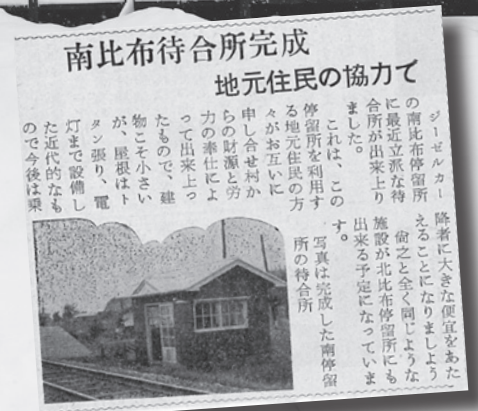 南比布待合所完成
地元住民の協力で
ジーゼルカー
の南比布停留所
に最近立派な待
合所が出来上り
ました。
これは、この
停留所を利用す
る地元住民の方
々がお互いに
申し合せ村か
らの財源と労
力の奉仕によ
って出来上っ
たもので、建
物こそ小さい
が、屋根はト
タン張り、電
灯まで設備し
た近代的なも
ので今後は乗
降者に大きな便宜をあた
えることになりましよう
尚之と全く同じような
施設が北比布停留所にも
出来る予定になっていま
す。
写真は完成した南停留
所の待合所